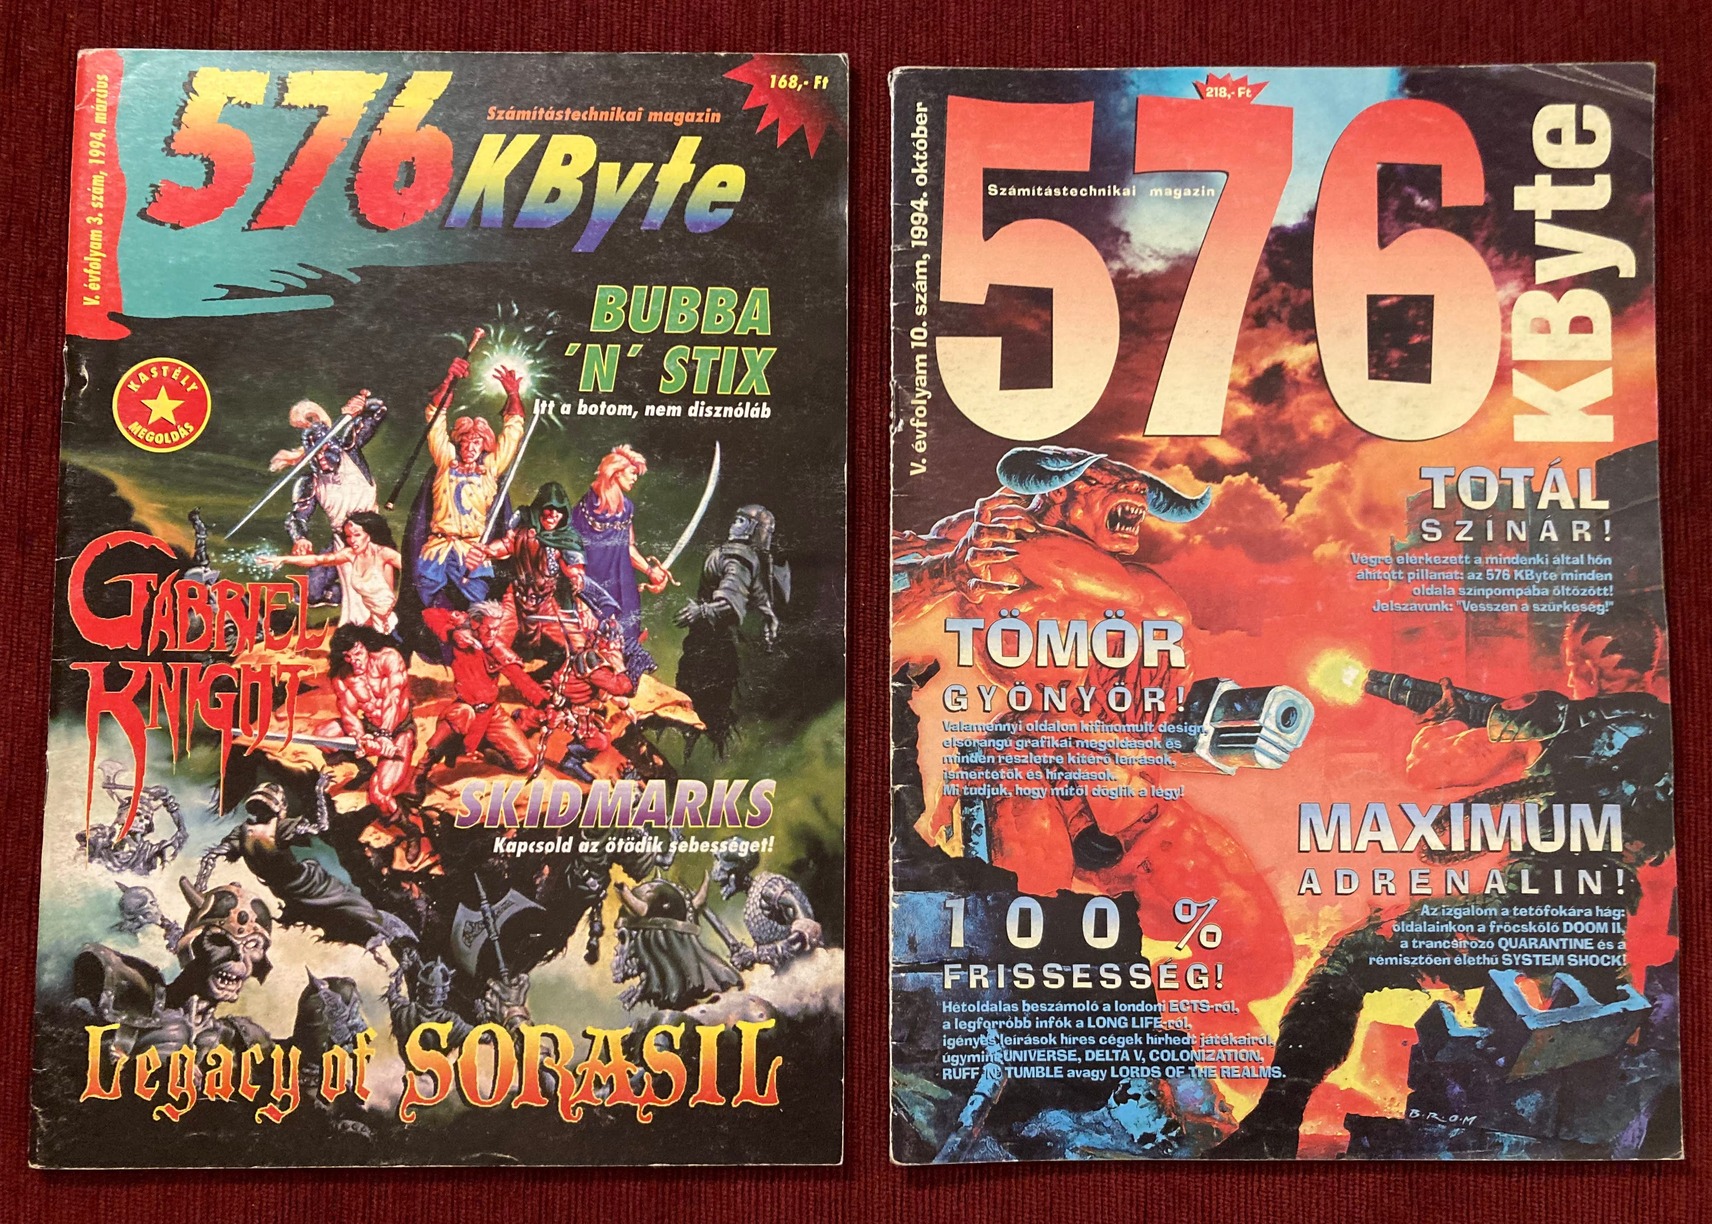 V. évfolyam 3. szám, 1994. március
576
Számítástechnikai magazin
KByte
168,- Ft
BUBBA
'N' STIX
Itt a botom, nem disznóláb
KASTÉLY
MEGOLDÁS
GABRIEL
KNIGHT
SKIDMARKS
Kapcsold az ötödik sebességet!
Legacy of SORASIL
V. évfolyam 10. szám, 1994. október
218,- Ft
576
Számítástechnikai magazin
KByte
TOTÁL
SZÍNÁR!
Végre elérkezett a mindenki által hőn
áhított pillanat: az 576 KByte minden
oldala színpompába öltözött!
Jelszavunk: "Vesszen a szürkeség!"
TÖMÖR
GYÖNYÖR!
Valamennyi oldalon kifinomult design,
elsőrangú grafikai megoldások és
minden részletre kitérő leírások,
ismertetők és híradások.
Mi tudjuk, hogy mitől döglik a légy!
MAXIMUM
ADRENALIN!
Az izgalom a tetőfokára hág:
oldalainkon a fröcskölő DOOM II,
a trancsírozó QUARANTINE és a
rémisztően élethű SYSTEM SHOCK!
100 %
FRISSESSÉG!
Hétoldalas beszámoló a londoni ECTS-ről,
a legforróbb infók a LONG LIFE-ról,
igényes leírások híres cégek hírhedt játékairól,
úgymint UNIVERSE, DELTA V, COLONIZATION,
RUFF 'N' TUMBLE avagy LORDS OF THE REALMS.
B·R·O·M